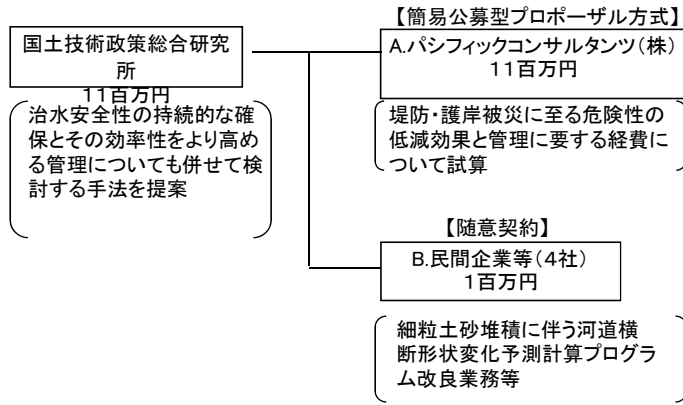 国土技術政策総合研究
所
11百万円
治水安全性の持続的な確
保とその効率性をより高め
る管理についても併せて検
討する手法を提案
【簡易公募型プロポーザル方式】
A.パシフィックコンサルタンツ(株)
11百万円
堤防・護岸被災に至る危険性の
低減効果と管理に要する経費に
ついて試算
【随意契約】
B.民間企業等(4社)
1百万円
細粒土砂堆積に伴う河道横
断形状変化予測計算プログラ
ム改良業務等